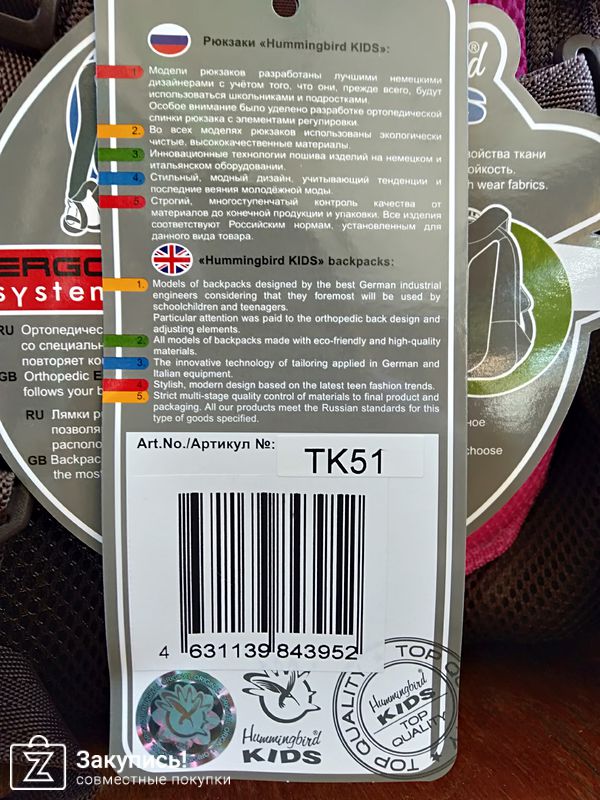 Рюкзаки «Hummingbird KIDS»:
1. Модели рюкзаков разработаны лучшими немецкими
дизайнерами с учётом того, что они, прежде всего, будут
использоваться школьниками и подростками.
Особое внимание было уделено разработке ортопедической
спинки рюкзака с элементами регулировки.
2. Во всех моделях рюкзаков использованы экологически
чистые, высококачественные материалы.
3. Инновационные технологии пошива изделий на немецком и
итальянском оборудовании.
4. Стильный, модный дизайн, учитывающий тенденции и
последние веяния молодёжной моды.
5. Строгий, многоступенчатый контроль качества от
материалов до конечной продукции и упаковки. Все изделия
соответствуют Российским нормам, установленным для
данного вида товара.
«Hummingbird KIDS» backpacks:
1. Models of backpacks designed by the best German industrial
engineers considering that they foremost will be used by
schoolchildren and teenagers.
Particular attention was paid to the orthopedic back design and
adjusting elements.
2. All models of backpacks made with eco-friendly and high-quality
materials.
3. The innovative technology of tailoring applied in German and
Italian equipment.
4. Stylish, modern design based on the latest teen fashion trends.
5. Strict multi-stage quality control of materials to final product and
packaging. All our products meet the Russian standards for this
type of goods specified.
Art.No./Артикул №:
TK51
4 631139 843952
Hummingbird
KIDS
TOP QUALITY
Hummingbird
KIDS
TOP
QUALITY
ERGO
system
RU
со
повторяет
GB Orthopedic
follows your
RU Лямки
GB
the most
ткани
wear fabrics.
choose
Закупись!
совместные покупки